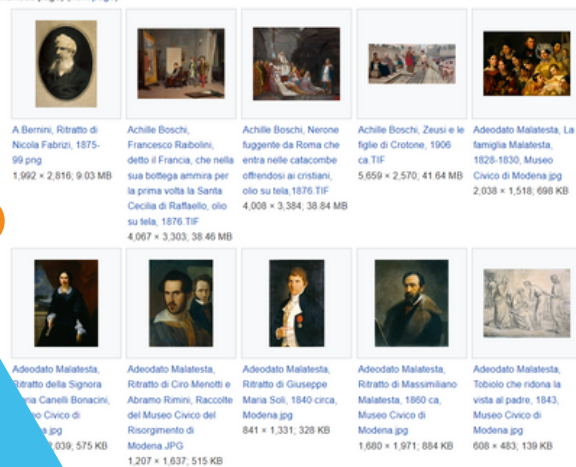 A.Bernini, Ritratto di
Nicola Fabrizi, 1875-
99.png
1,992 × 2,816; 9.03 MB
Achille Boschi,
Francesco Raibolini,
detto il Francia, che nella
sua bottega ammira per
la prima volta la Santa
Cecilia di Raffaello, olio
su tela, 1876.TIF
4,067 × 3,303; 38.46 MB
Achille Boschi, Nerone
fuggente da Roma che
entra nelle catacombe
offrendosi ai cristiani,
olio su tela,1876.TIF
4,008 × 3,384; 38.84 MB
Achille Boschi, Zeusi e le
figlie di Crotone, 1906
ca.TIF
5,659 × 2,570; 41.64 MB
Adeodato Malatesta, La
famiglia Malatesta,
1828-1830, Museo
Civico di Modena.jpg
2,038 × 1,518; 698 KB
Adeodato Malatesta,
Ritratto della Signora
Canelli Bonacini,
Civico di
jpg
2,039; 575 KB
Adeodato Malatesta,
Ritratto di Ciro Menotti e
Abramo Rimini, Raccolte
del Museo Civico del
Risorgimento di
Modena.JPG
1,207 × 1,637; 515 KB
Adeodato Malatesta,
Ritratto di Giuseppe
Maria Soli, 1840 circa,
Modena.jpg
841 × 1,331; 328 KB
Adeodato Malatesta,
Ritratto di Massimiliano
Malatesta, 1860 ca,
Museo Civico di
Modena.jpg
1,680 × 1,971; 884 KB
Adeodato Malatesta,
Tobiolo che ridona la
vista al padre, 1843,
Museo Civico di
Modena.jpg
608 × 483; 139 KB